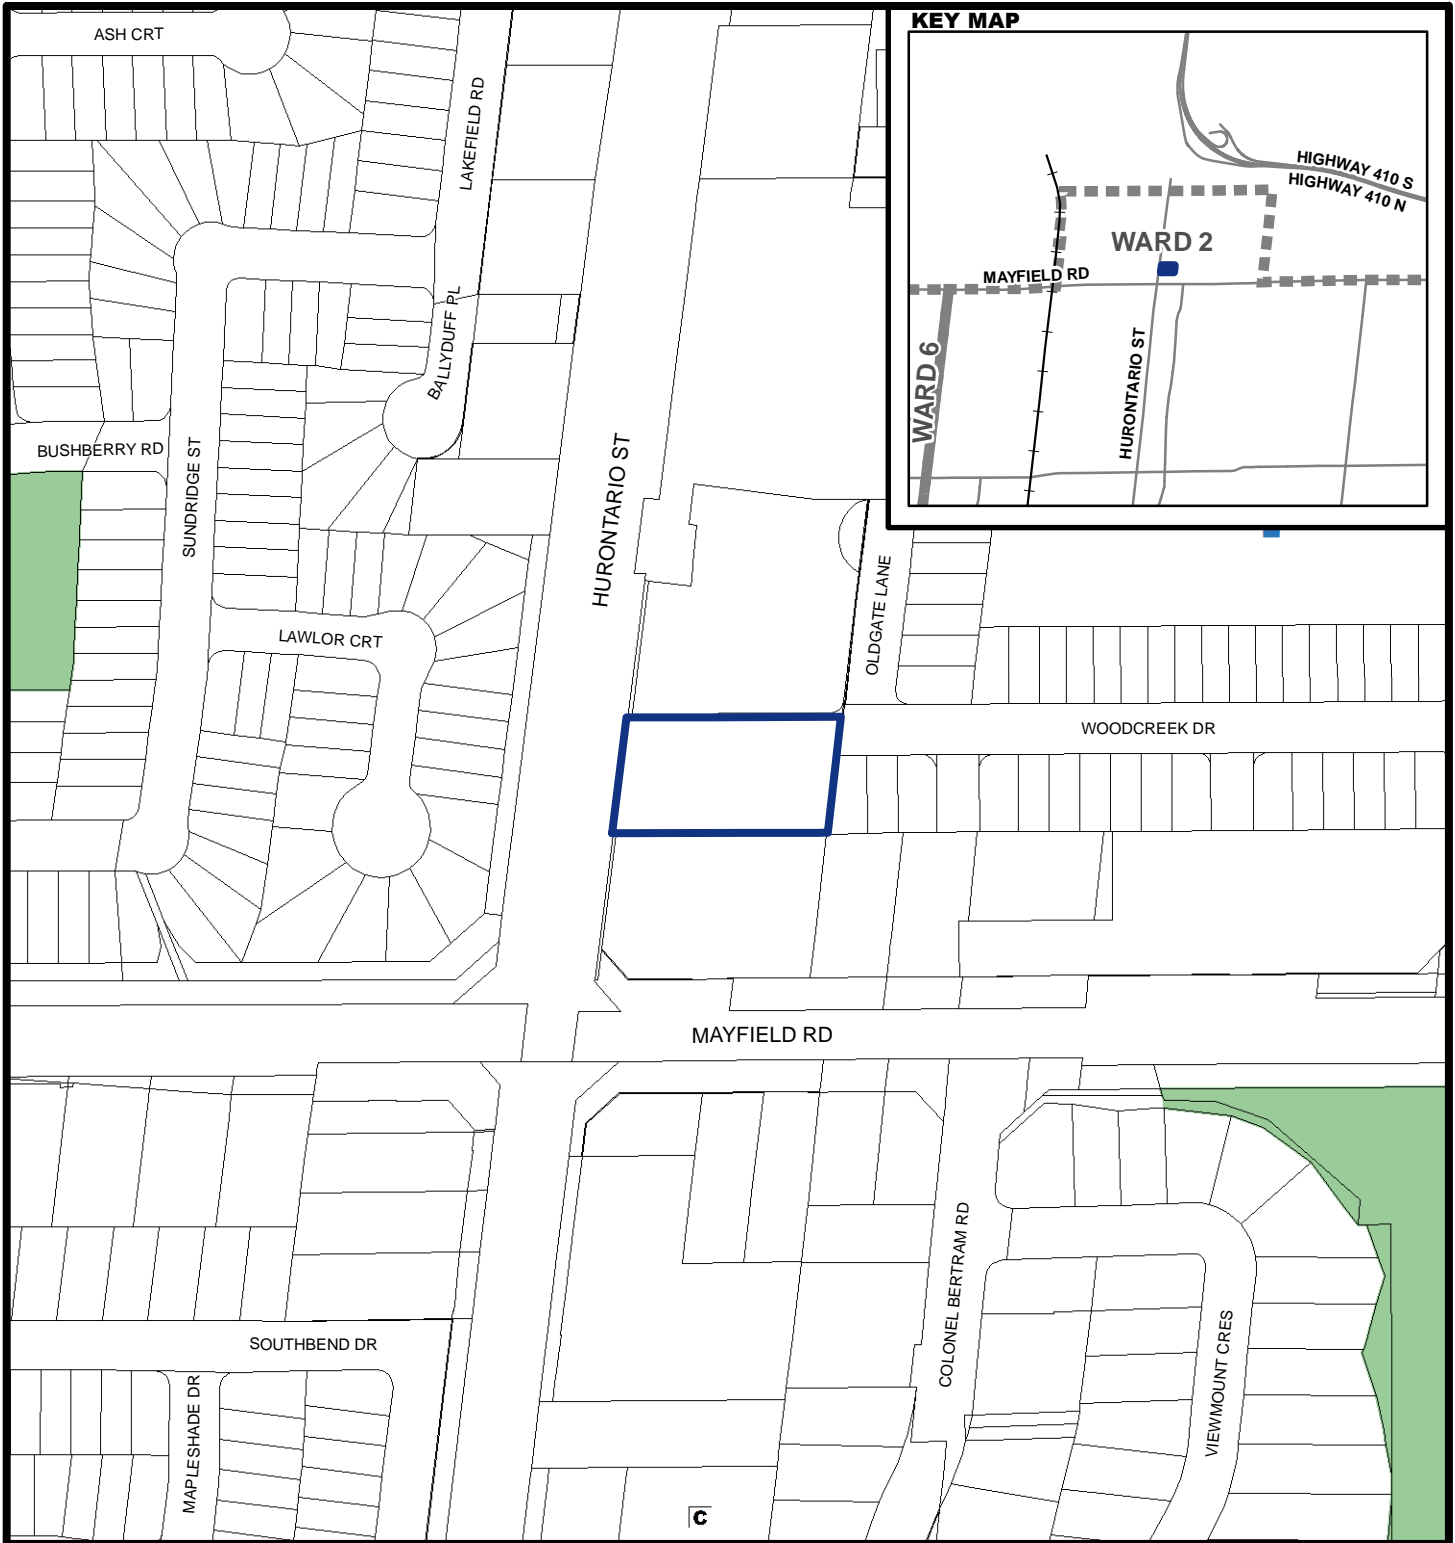 KEY MAP
ASH CRT
LAKEFIELD RD
HIGHWAY 410 S
HIGHWAY 410 N
WARD 2
MAYFIELD RD
WARD 6
HURONTARIO ST
BALLYDUFF PL
BUSHBERRY RD
SUNDRIDGE ST
HURONTARIO ST
OLDGATE LANE
LAWLOR CRT
WOODCREEK DR
MAYFIELD RD
COLONEL BERTRAM RD
VIEWMOUNT CRES
SOUTHBEND DR
MAPLESHADE DR
C